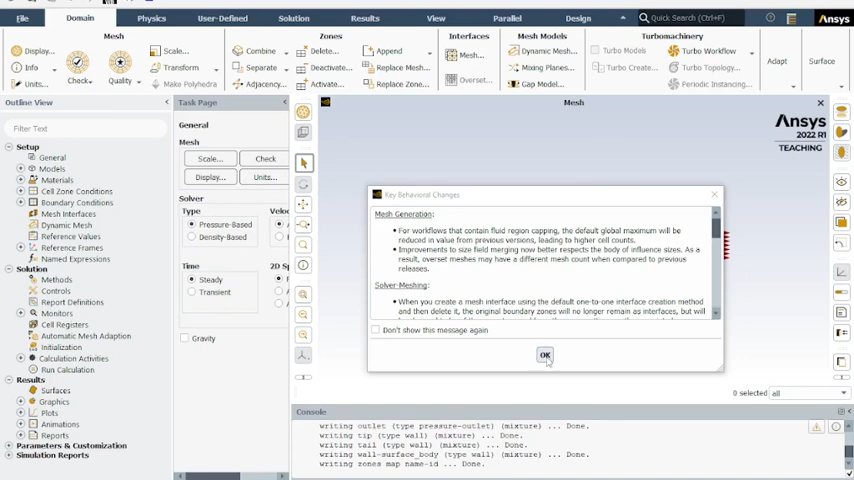 File Domain Physics User-Defined Solution Results View Parallel Design Quick Search (Ctrl+F) Ansys
Mesh Zones Interfaces Mesh Models Turbomachinery
Display... Scale... Combine Delete... Append Mesh... Dynamic Mesh... Turbo Models Turbo Workflow
Info Transform Separate Deactivate... Replace Mesh... Mixing Planes... Turbo Create... Turbo Topology... Adapt Surface
Units... Check Quality Make Polyhedra Adjacency... Activate... Replace Zone... Overset... Gap Model... Periodic Instancing...
Outline View
Filter Text
Setup
General
Models
Materials
Cell Zone Conditions
Boundary Conditions
Mesh Interfaces
Dynamic Mesh
Reference Values
Reference Frames
Named Expressions
Solution
Methods
Controls
Report Definitions
Monitors
Cell Registers
Automatic Mesh Adaption
Initialization
Calculation Activities
Run Calculation
Results
Surfaces
Graphics
Plots
Animations
Reports
Parameters & Customization
Simulation Reports
Task Page
General
Mesh
Scale... Check
Display... Units...
Solver
Type Velo
Pressure-Based
Density-Based
Time 2D Sp
Steady
Transient
Gravity
Mesh
Ansys
2022 R1
TEACHING
Key Behavioral Changes
Mesh Generation:
• For workflows that contain fluid region capping, the default global maximum will be
reduced in value from previous versions, leading to higher cell counts.
• Improvements to size field merging now better respects the body of influence sizes. As a
result, overset meshes may have a different mesh count when compared to previous
releases.
Solver-Meshing:
• When you create a mesh interface using the default one-to-one interface creation method
and then delete it, the original boundary zones will no longer remain as interfaces, but will
Don't show this message again
OK
0 selected all
Console
writing outlet (type pressure-outlet) (mixture) ... Done.
writing tip (type wall) (mixture) ... Done.
writing tail (type wall) (mixture) ... Done.
writing wall-surface_body (type wall) (mixture) ... Done.
writing zones map name-id ... Done.